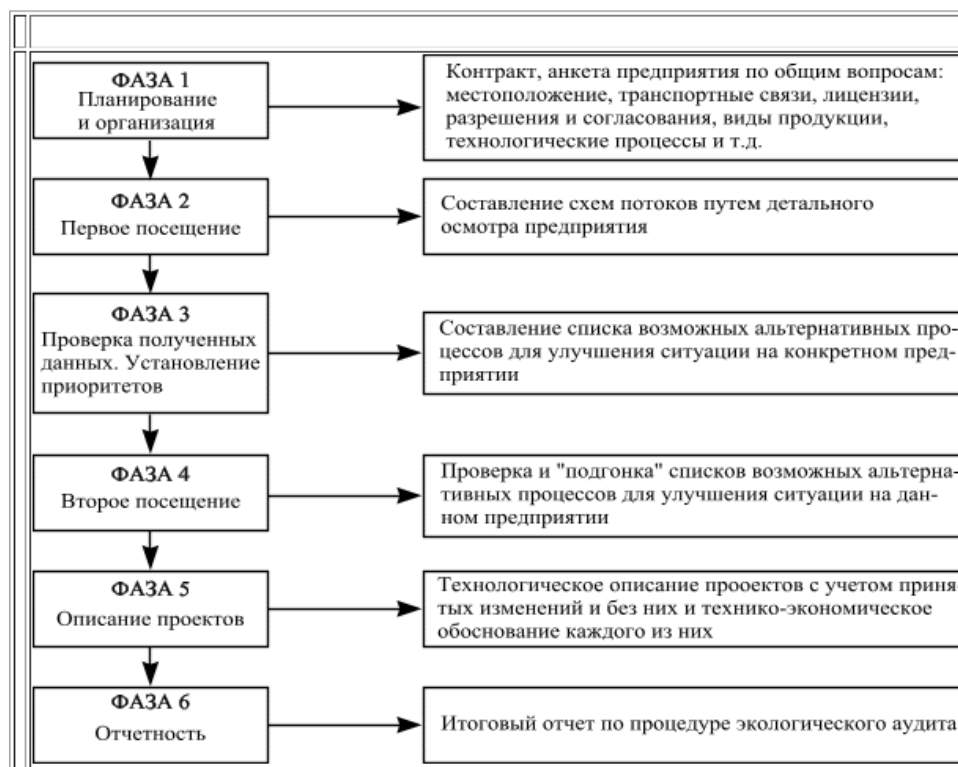 ФАЗА 1
Планирование
и организация
Контракт, анкета предприятия по общим вопросам:
местоположение, транспортные связи, лицензии,
разрешения и согласования, виды продукции,
технологические процессы и т.д.
ФАЗА 2
Первое посещение
Составление схем потоков путем детального
осмотра предприятия
ФАЗА 3
Проверка полученных
данных. Установление
приоритетов
Составление списка возможных альтернативных про-
цессов для улучшения ситуации на конкретном пред-
приятии
ФАЗА 4
Второе посещение
Проверка и "подгонка" списков возможных альтерна-
тивных процессов для улучшения ситуации на дан-
ном предприятии
ФАЗА 5
Описание проектов
Технологическое описание прооектов с учетом приня-
тых изменений и без них и технико-экономическое
обоснование каждого из них
ФАЗА 6
Отчетность
Итоговый отчет по процедуре экологического аудита